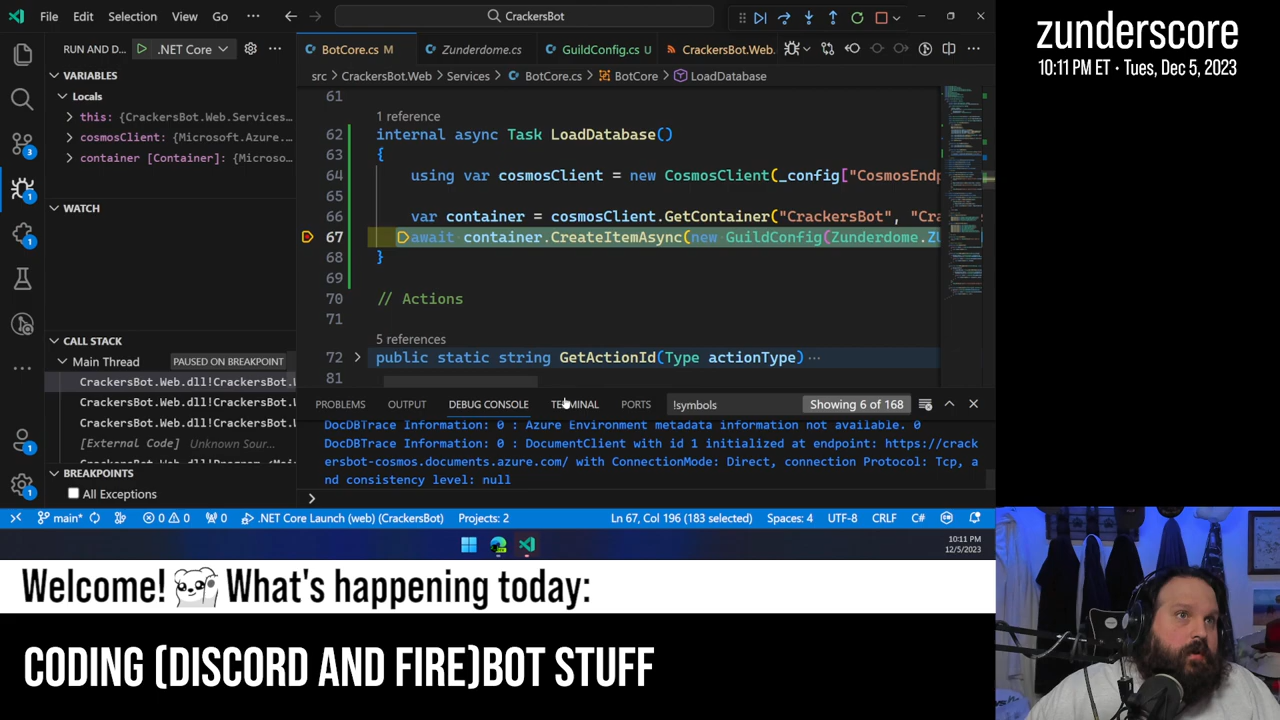 File Edit Selection View Go ··· CrackersBot
zunderscore
10:11 PM ET · Tues, Dec 5, 2023
RUN AND D... .NET Core
BotCore.cs M Zunderdome.cs GuildConfig.cs U CrackersBot.Web.
src > CrackersBot.Web > Services > BotCore.cs > BotCore > LoadDatabase
VARIABLES
Locals
this: {CrackersBot.Web.Servicess...
cosmosClient: {Microsoft.Azure...
container [Container]: {Microso...
WATCH
61
1 reference
62 internal async Task LoadDatabase()
63 {
64 using var cosmosClient = new CosmosClient(_config["CosmosEndp
65
66 var container = cosmosClient.GetContainer("CrackersBot", "Cra
67 await container.CreateItemAsync(new GuildConfig(Zunderdome.ZU
68 }
69
70 // Actions
71
5 references
72 public static string GetActionId(Type actionType) ···
81
CALL STACK
Main Thread PAUSED ON BREAKPOINT
CrackersBot.Web.dll!CrackersBot.W
CrackersBot.Web.dll!CrackersBot.W
CrackersBot.Web.dll!CrackersBot.W
[External Code] Unknown Sour...
BREAKPOINTS
All Exceptions
PROBLEMS OUTPUT DEBUG CONSOLE TERMINAL PORTS !symbols Showing 6 of 168
DocDBTrace Information: 0 : Azure Environment metadata information not available. 0
DocDBTrace Information: 0 : DocumentClient with id 1 initialized at endpoint: https://crack
ersbot-cosmos.documents.azure.com/ with ConnectionMode: Direct, connection Protocol: Tcp, a
nd consistency level: null
main* 0 0 0 .NET Core Launch (web) (CrackersBot) Projects: 2 Ln 67, Col 196 (183 selected) Spaces: 4 UTF-8 CRLF C#
10:11 PM
12/5/2023
Welcome! What's happening today:
CODING (DISCORD AND FIRE)BOT STUFF